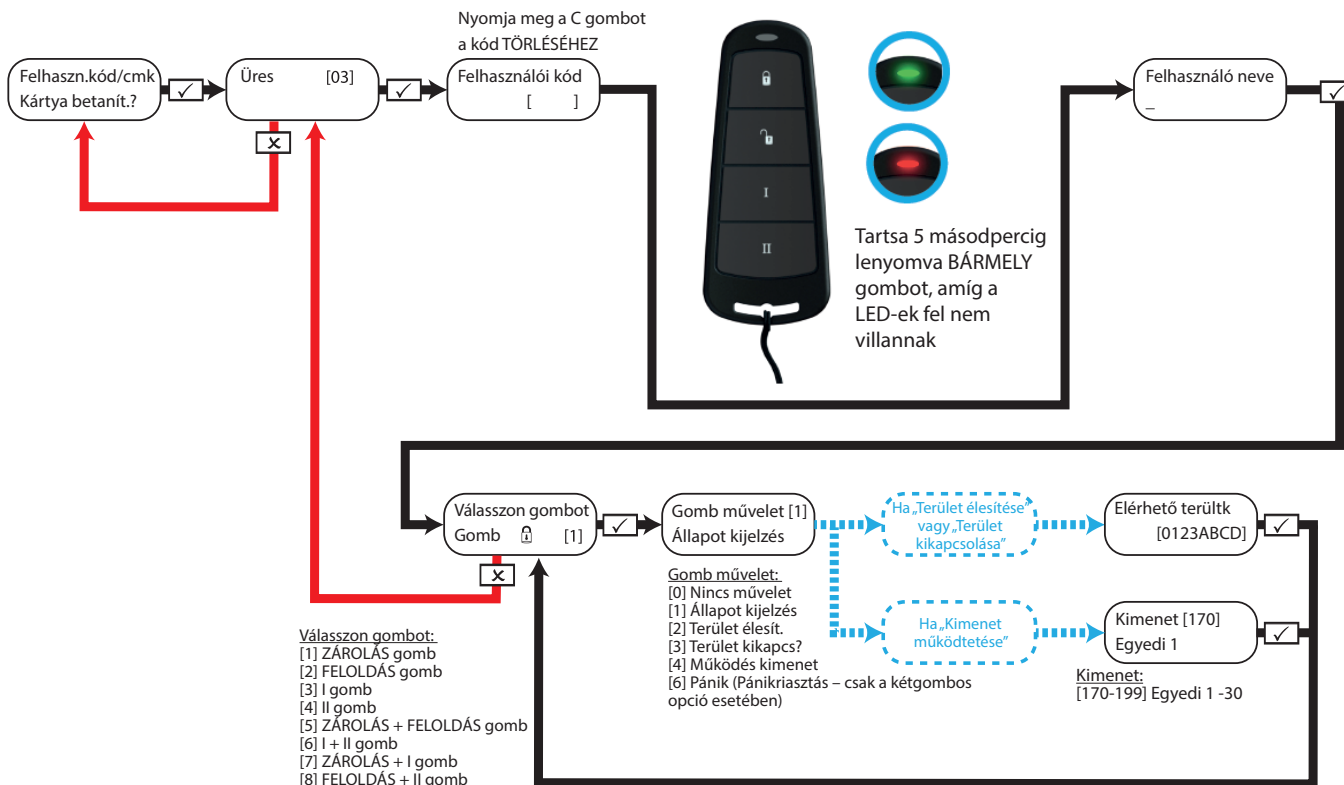 Nyomja meg a C gombot
a kód TÖRLÉSÉHEZ
Felhaszn.kód/cmk
Kártya betanít.?
Üres [03]
Felhasználói kód
[ ]
Felhasználó neve
_
I
II
Tartsa 5 másodpercig
lenyomva BÁRMELY
gombot, amíg a
LED-ek fel nem
villannak
Válasszon gombot
Gomb [1]
Gomb művelet [1]
Állapot kijelzés
Ha „Terület élesítése”
vagy „Terület
kikapcsolása”
Elérhető terültk
[0123ABCD]
Ha „Kimenet
működtetése”
Kimenet [170]
Egyedi 1
Kimenet:
[170-199] Egyedi 1 -30
Gomb művelet:
[0] Nincs művelet
[1] Állapot kijelzés
[2] Terület élesít.
[3] Terület kikapcs?
[4] Működés kimenet
[6] Pánik (Pánikriasztás – csak a kétgombos
opció esetében)
Válasszon gombot:
[1] ZÁROLÁS gomb
[2] FELOLDÁS gomb
[3] I gomb
[4] II gomb
[5] ZÁROLÁS + FELOLDÁS gomb
[6] I + II gomb
[7] ZÁROLÁS + I gomb
[8] FELOLDÁS + II gomb